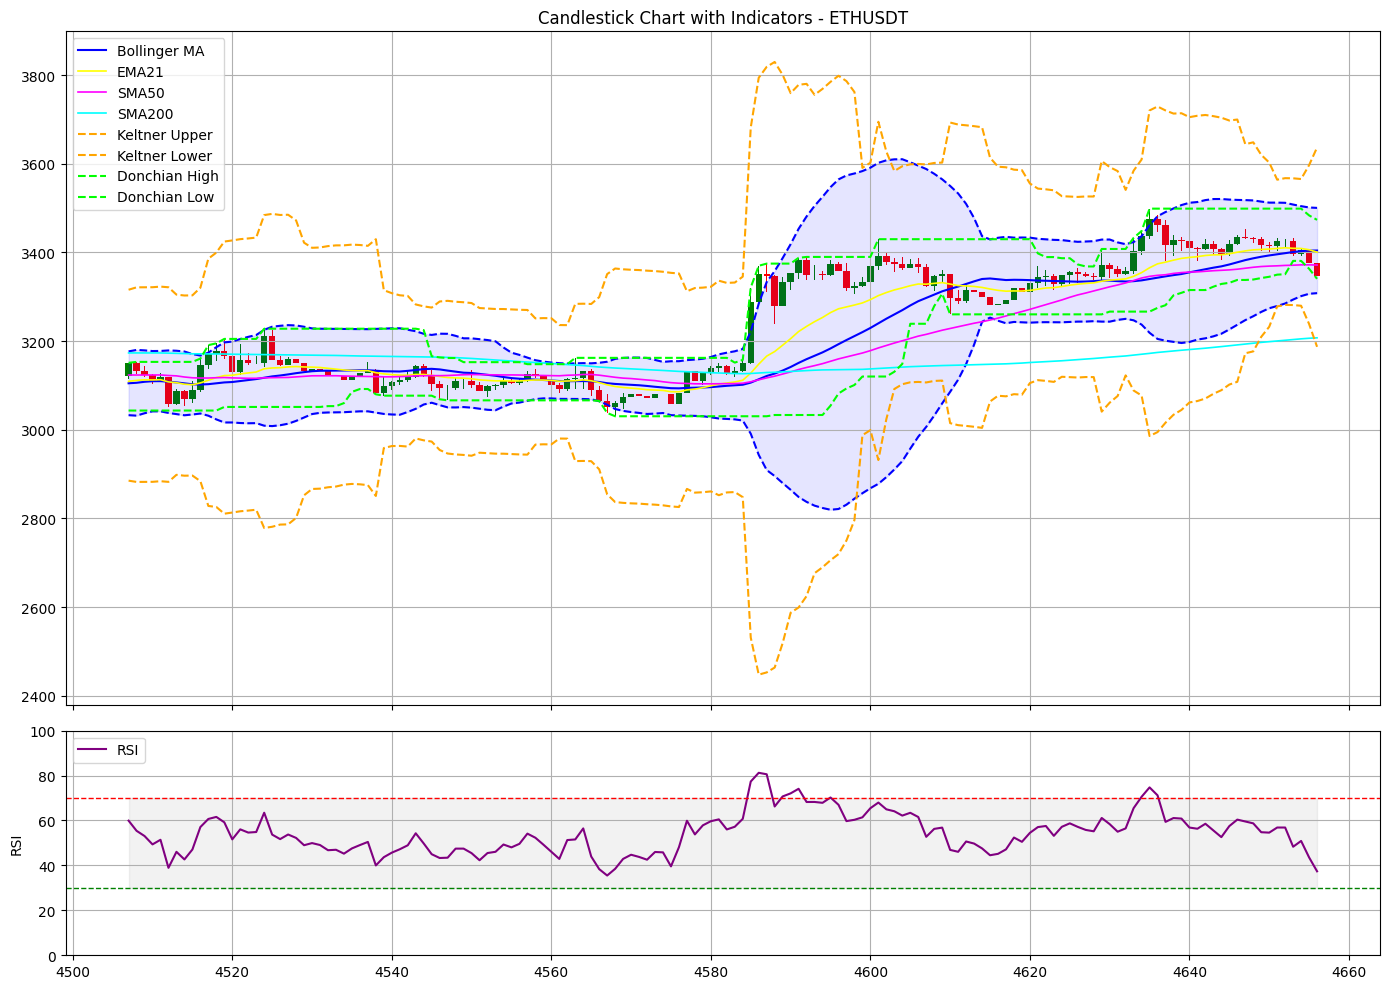 Candlestick Chart with Indicators - ETHUSDT
Bollinger MA
EMA21
SMA50
SMA200
Keltner Upper
Keltner Lower
Donchian High
Donchian Low
3800
3600
3400
3200
3000
2800
2600
2400
RSI
100
80
60
40
20
0
RSI
4500 4520 4540 4560 4580 4600 4620 4640 4660